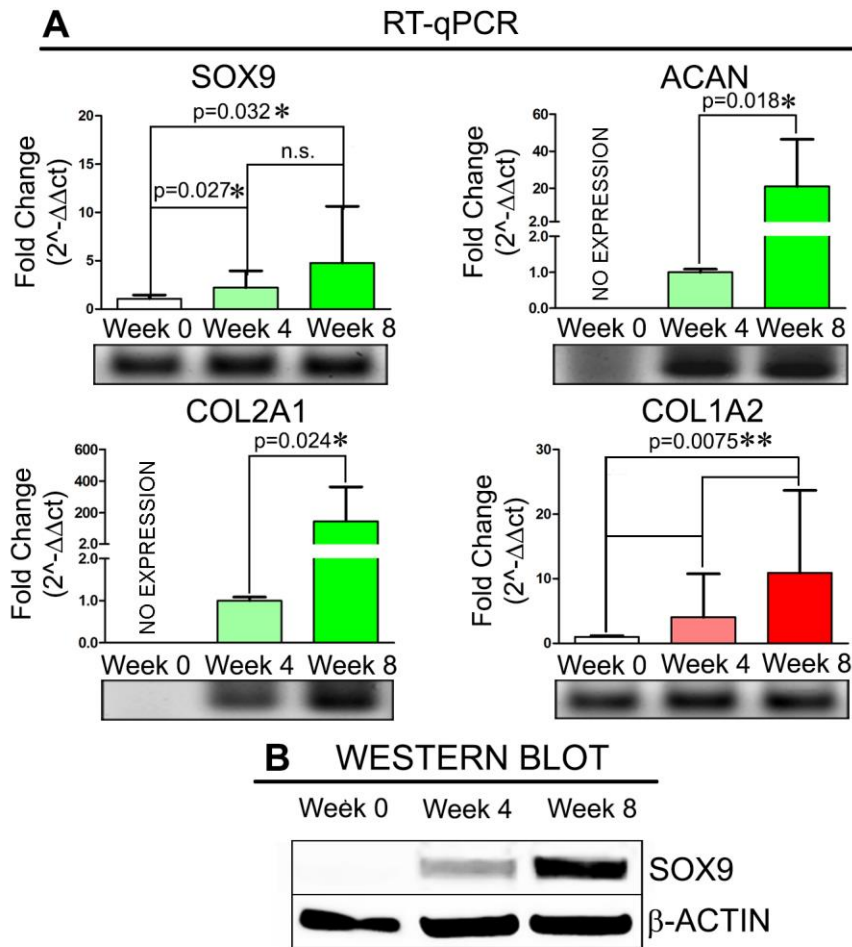 A RT-qPCR
SOX9
Fold Change
(2^-ΔΔct)
20
15
10
5
0
p=0.032 *
n.s.
p=0.027*
Week 0 Week 4 Week 8
ACAN
Fold Change
(2^-ΔΔct)
60
40
20
2.0
2.0
1.0
0.0
p=0.018*
NO EXPRESSION
Week 0 Week 4 Week 8
COL2A1
Fold Change
(2^-ΔΔct)
600
400
200
2.0
2.0
1.0
0.0
p=0.024*
NO EXPRESSION
Week 0 Week 4 Week 8
COL1A2
Fold Change
(2^-ΔΔct)
30
20
10
0
p=0.0075**
Week 0 Week 4 Week 8
B WESTERN BLOT
Week 0 Week 4 Week 8
SOX9
β-ACTIN